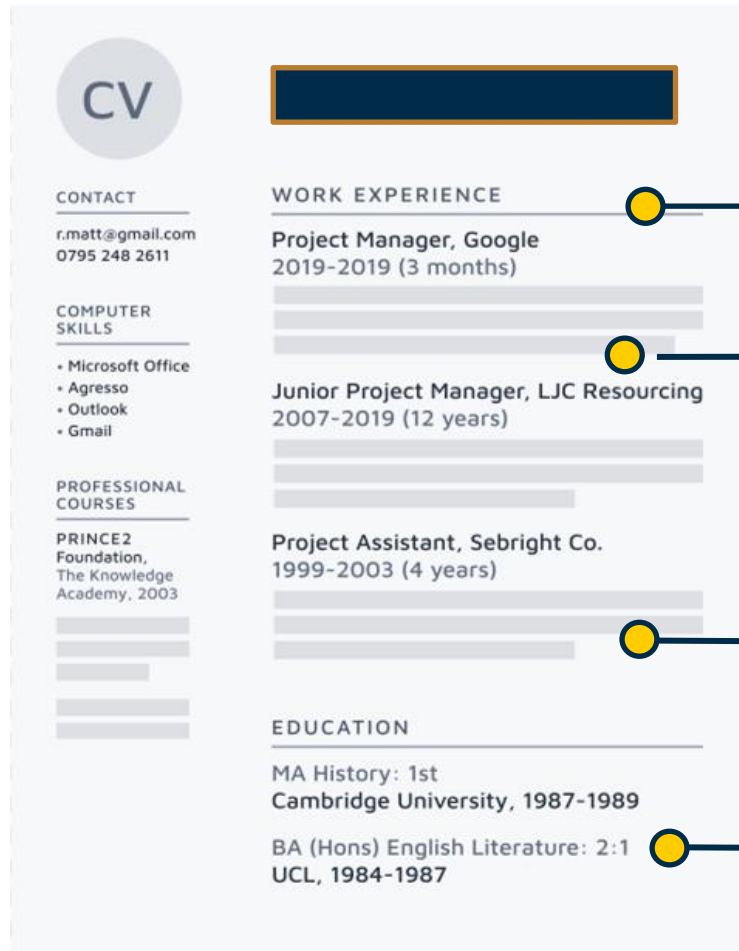 CV
CONTACT
r.matt@gmail.com
0795 248 2611
COMPUTER
SKILLS
• Microsoft Office
• Agresso
• Outlook
• Gmail
PROFESSIONAL
COURSES
PRINCE2
Foundation,
The Knowledge
Academy, 2003
WORK EXPERIENCE
Project Manager, Google
2019-2019 (3 months)
Junior Project Manager, LJC Resourcing
2007-2019 (12 years)
Project Assistant, Sebright Co.
1999-2003 (4 years)
EDUCATION
MA History: 1st
Cambridge University, 1987-1989
BA (Hons) English Literature: 2:1
UCL, 1984-1987